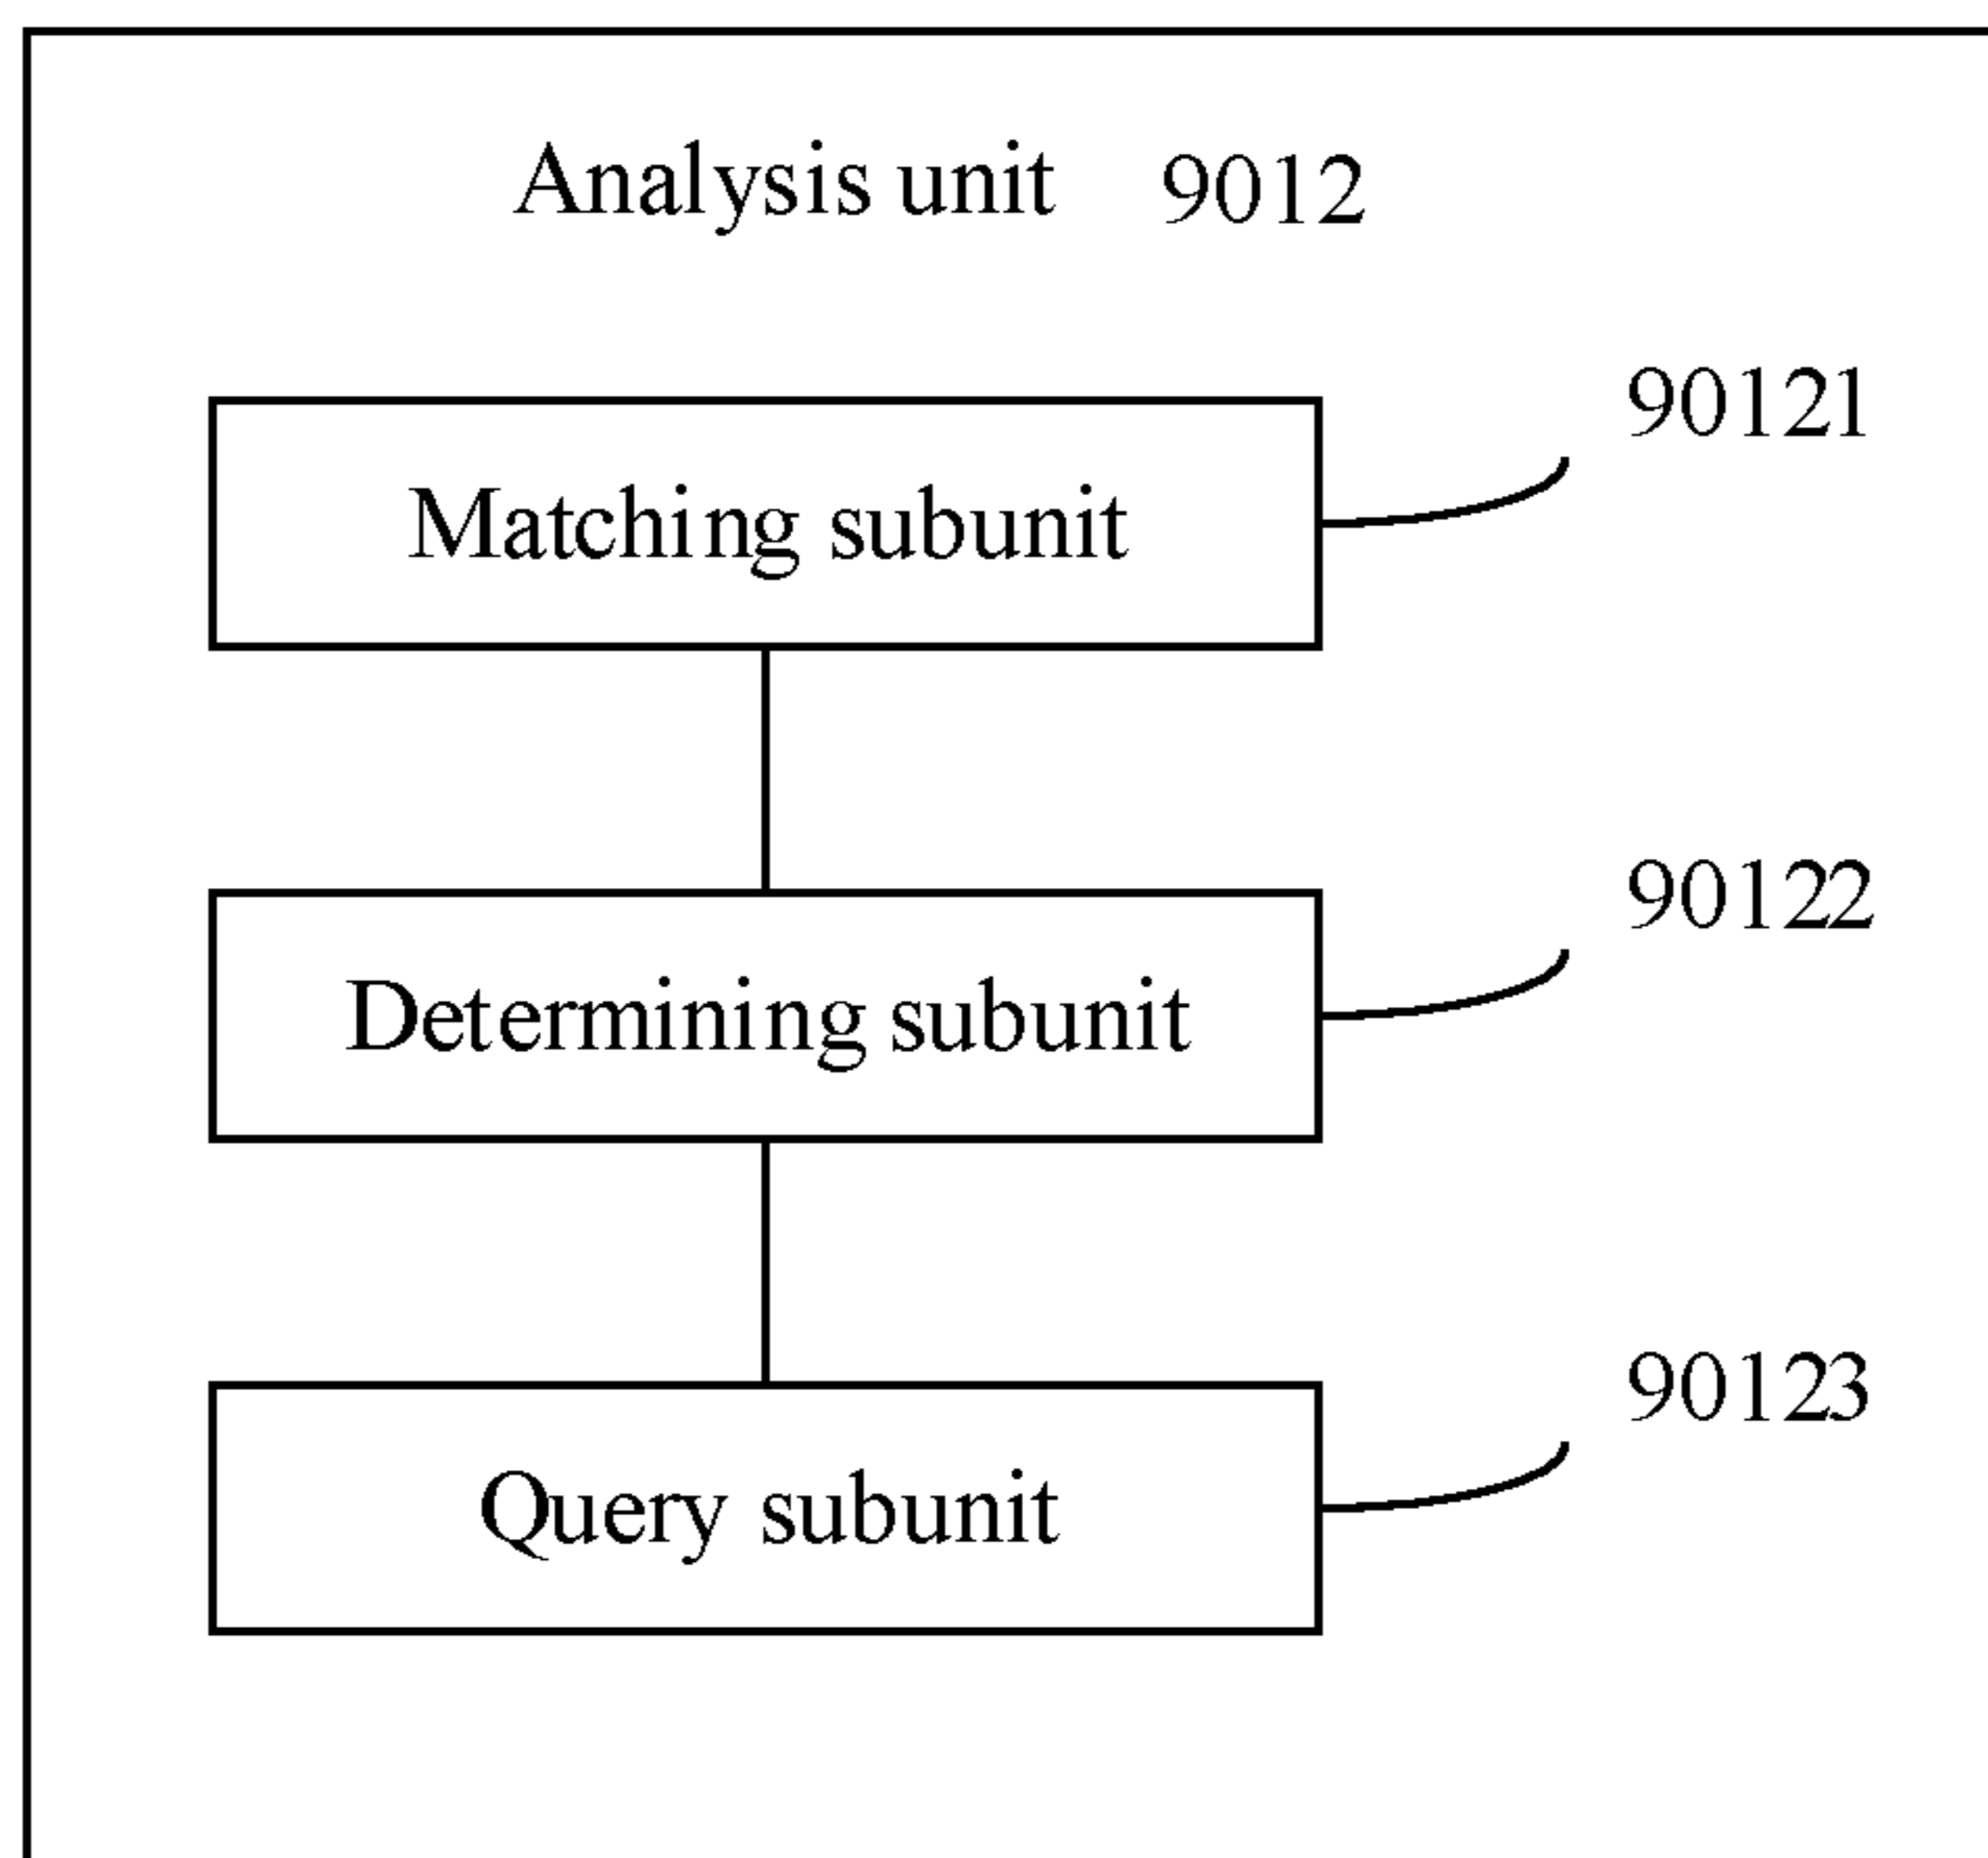 Analysis unit 9012
90121
Matching subunit
90122
Determining subunit
90123
Query subunit